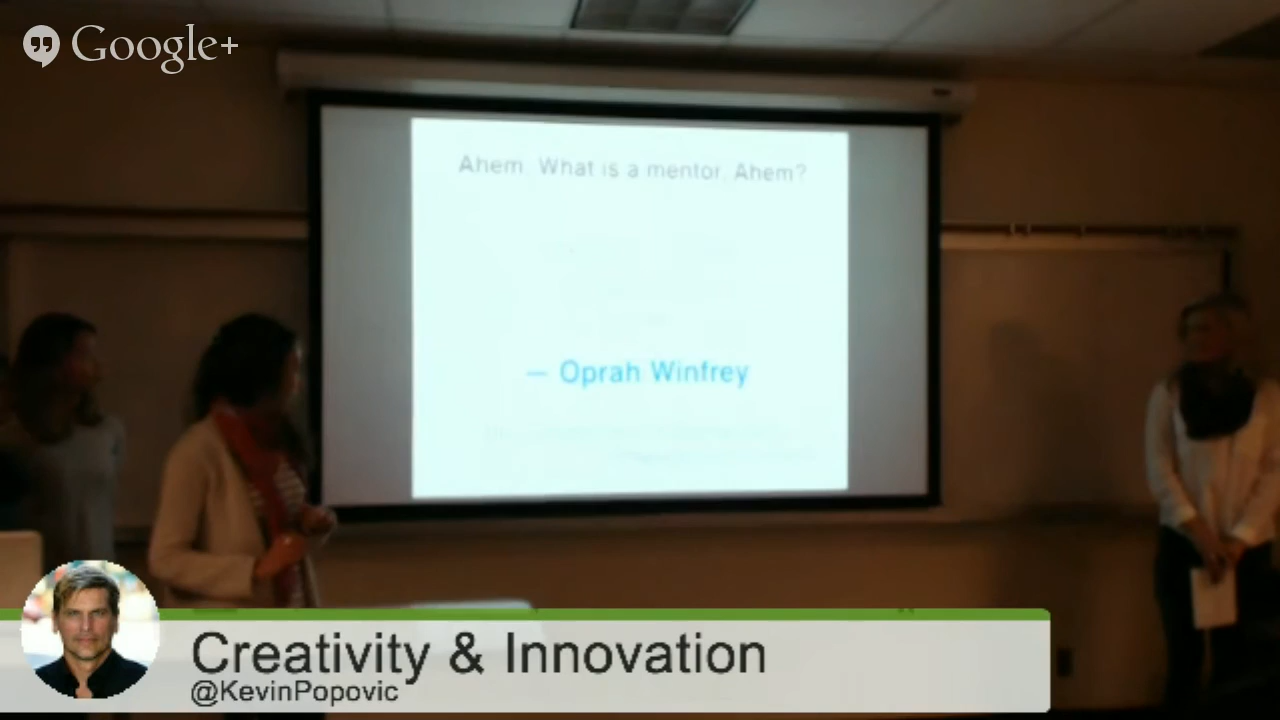 Google+
Ahem. What is a mentor, Ahem?
— Oprah Winfrey
Creativity & Innovation
@KevinPopovic